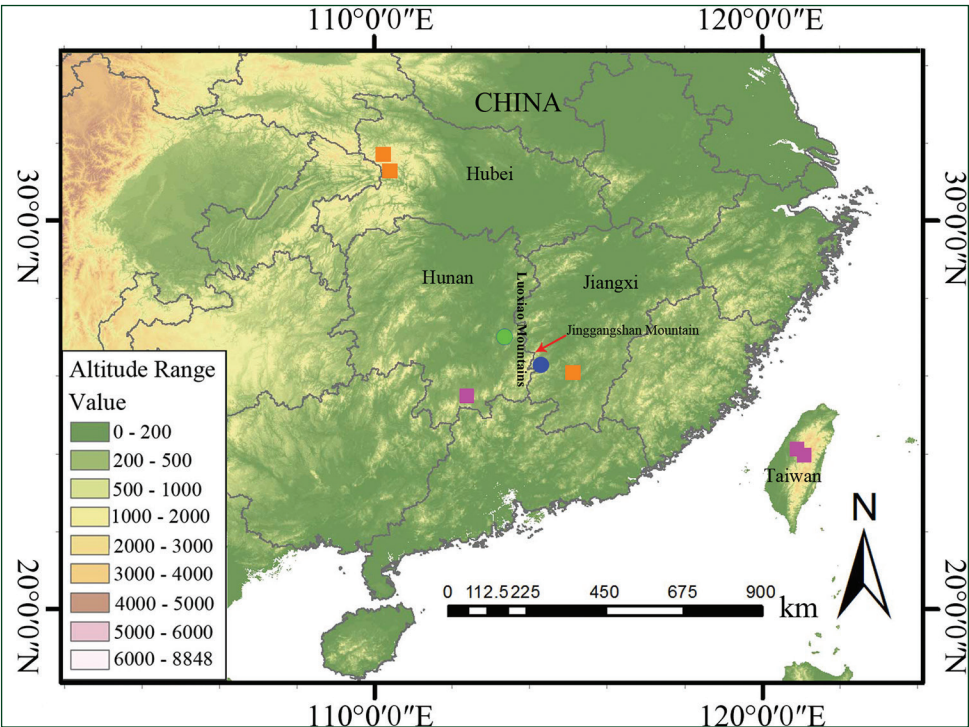 110°0′0″E
120°0′0″E
CHINA
Hubei
30°0′0″N
30°0′0″N
Hunan
Jiangxi
Luoxiao Mountains
Jinggangshan Mountain
Altitude Range
Value
0 - 200
200 - 500
500 - 1000
1000 - 2000
2000 - 3000
3000 - 4000
4000 - 5000
5000 - 6000
6000 - 8848
Taiwan
N
0 112.5 225 450 675 900
km
20°0′0″N
20°0′0″N
110°0′0″E
120°0′0″E